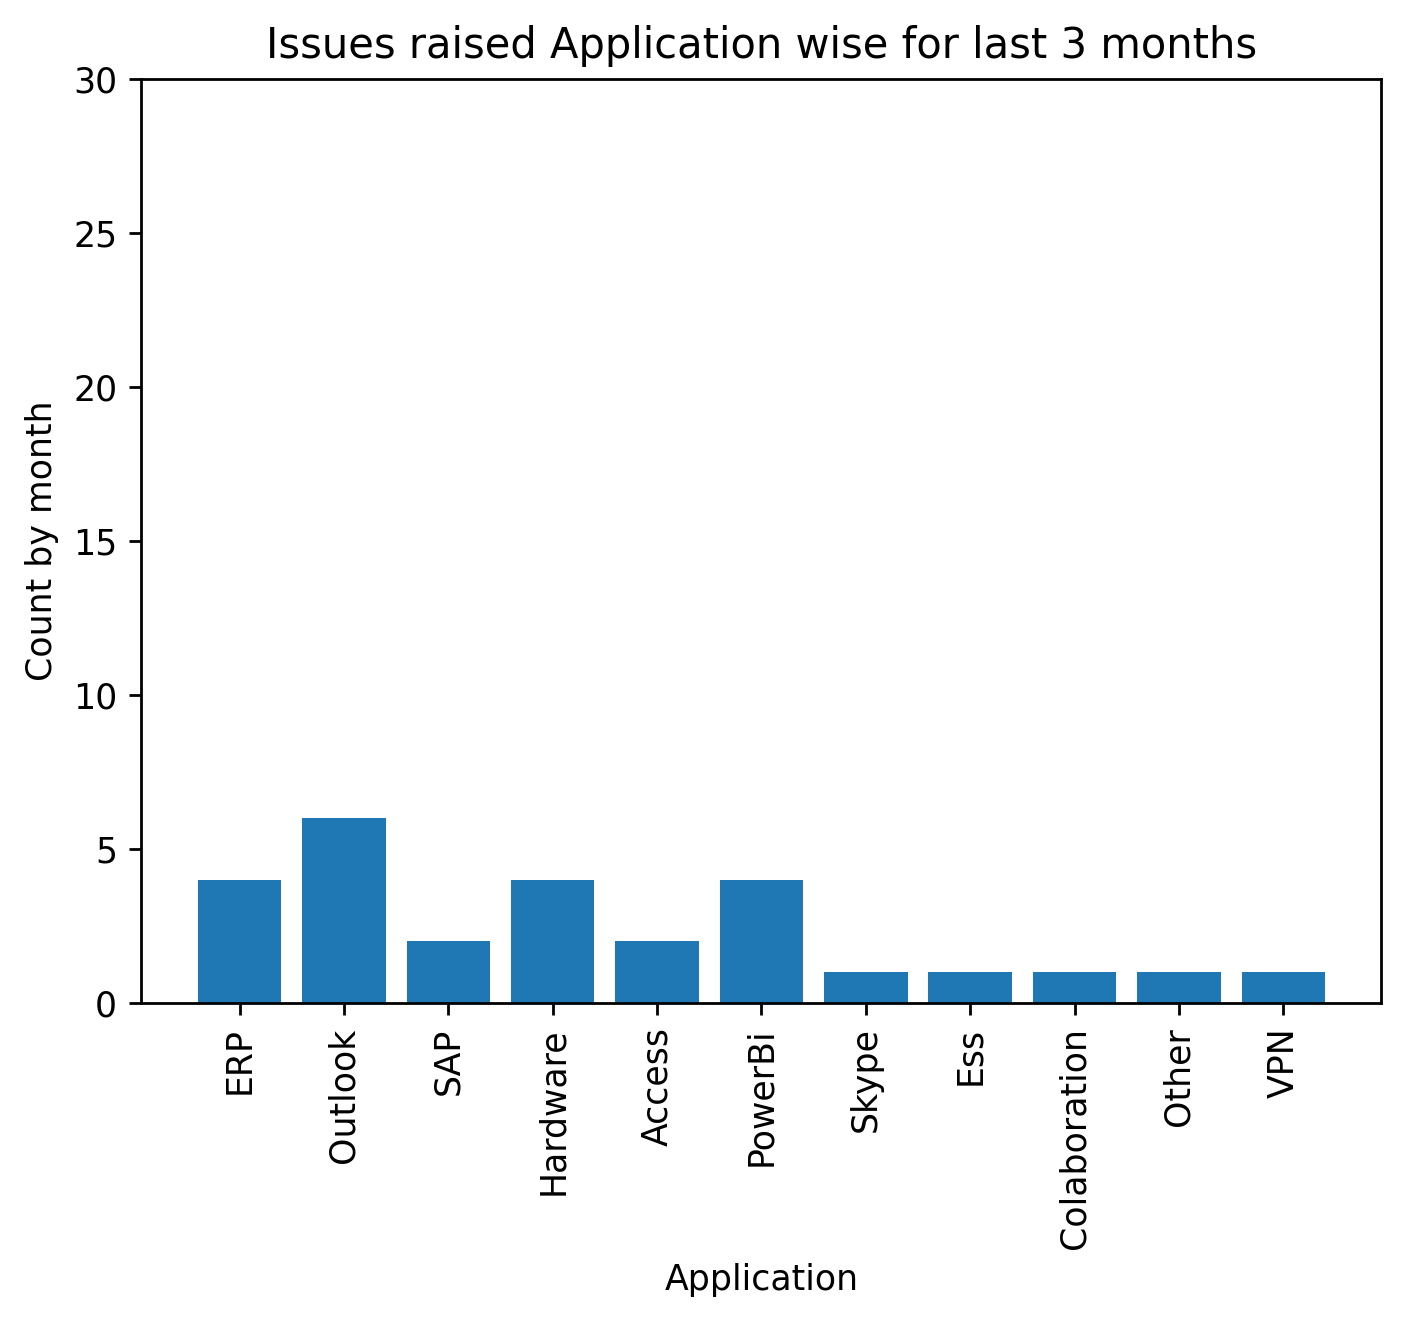 Issues raised Application wise for last 3 months
30
25
20
15
10
5
0
Count by month
ERP
Outlook
SAP
Hardware
Access
PowerBi
Skype
Ess
Colaboration
Other
VPN
Application